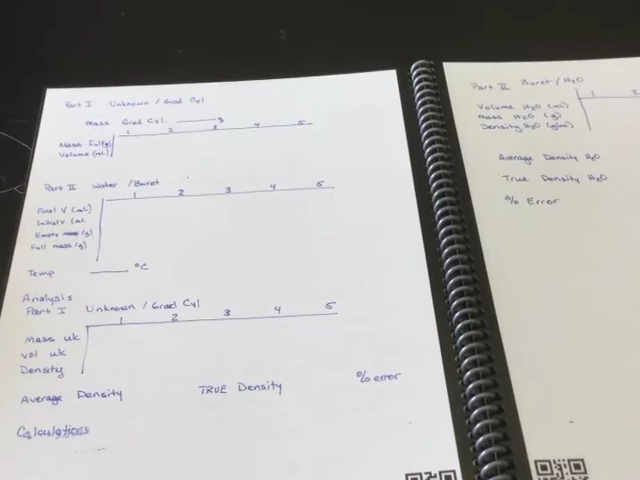 Part I Unknown / Grad Cyl
Mass Grad Cyl. ____ g
1 2 3 4 5
Mass Full (g)
Volume (mL)
Part II Water / Buret
1 2 3 4 5
Final V (mL)
Initial V (mL
Empty mass (g)
Full mass (g)
Temp ____ °C
Analysis
Part I Unknown / Grad Cyl
1 2 3 4 5
Mass uk
Vol uk
Density
Average Density TRUE Density % error
Calculations
Part II Buret / H2O
1 2
Volume H2O (mL)
Mass H2O (g)
Density H2O (g/mL)
Average Density H2O
True Density H2O
% Error